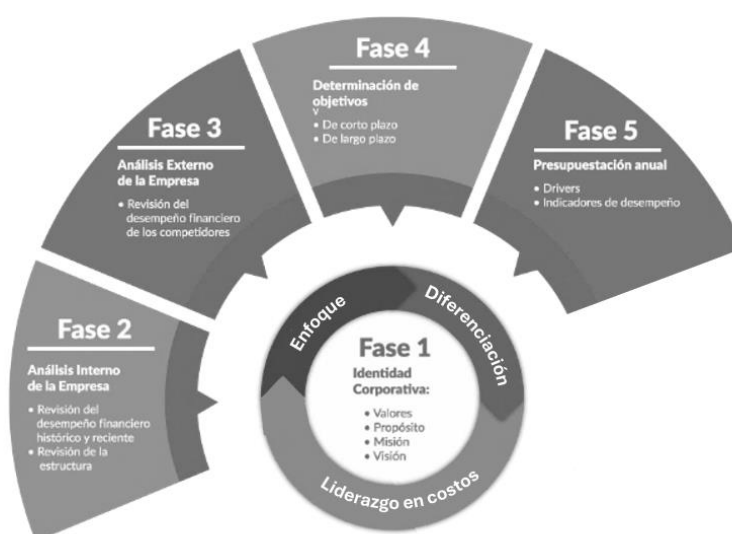 Fase 4
Determinación de
objetivos
v
• De corto plazo
• De largo plazo
Fase 3
Análisis Externo
de la Empresa
• Revisión del
desempeño financiero
de los competidores
Fase 5
Presupuestación anual
• Drivers
• Indicadores de desempeño
Fase 2
Análisis Interno
de la Empresa
• Revisión del
desempeño financiero
histórico y reciente
• Revisión de la
estructura
Enfoque
Diferenciación
Fase 1
Identidad
Corporativa:
• Valores
• Propósito
• Misión
• Visión
Liderazgo en costos